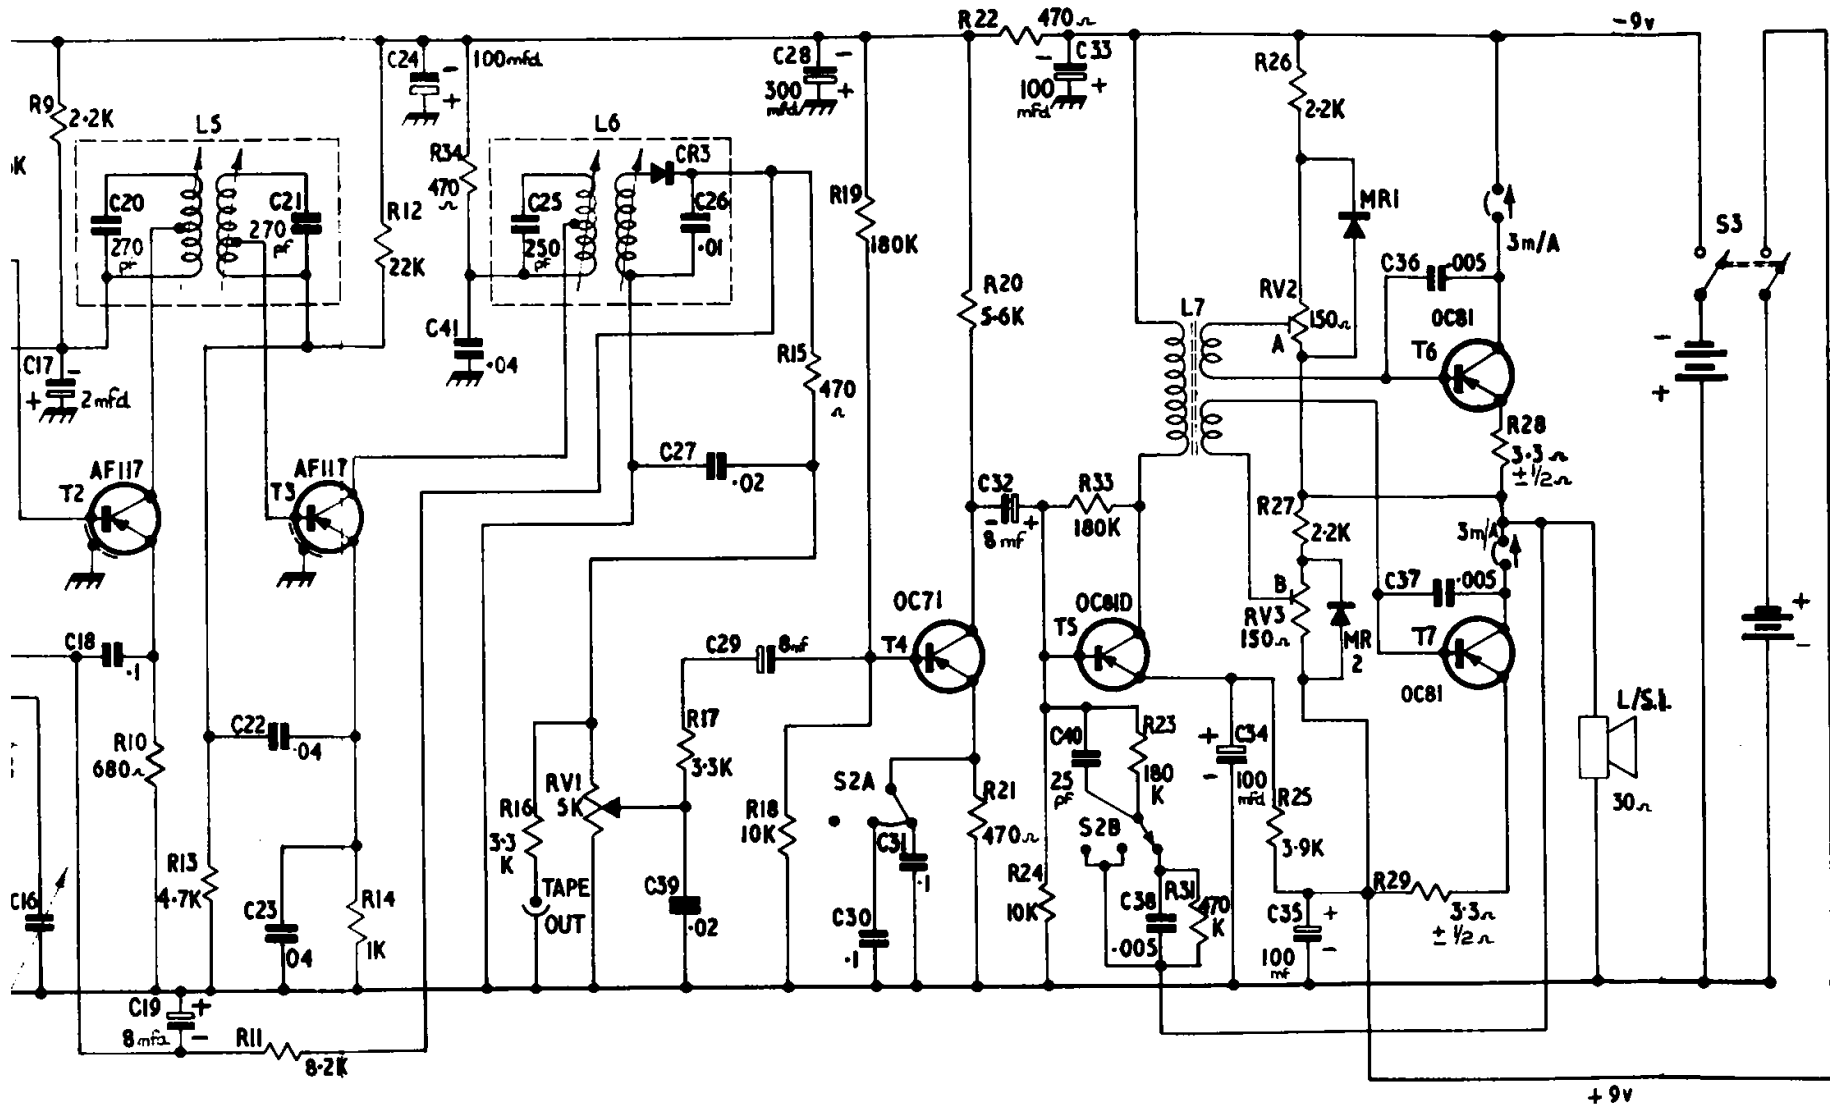 R22
470Ω
-9v
C24
100mfd
C28
300
mfd
C33
100
mfd
R26
2.2K
R9
2.2K
L5
L6
K
C20
270
pf
C21
270
pf
R12
22K
R34
470
Ω
C25
250
pf
CR3
C26
.01
R19
180K
MR1
3m/A
S3
C36
.005
R20
5.6K
L7
RV2
150Ω
A
OC81
T6
C17
2mfd
C41
.04
R15
470
Ω
R28
3.3Ω
±1/2Ω
AF117
T2
AF117
T3
C27
.02
C32
8mf
R33
180K
R27
2.2K
3m/A
C37
.005
B
RV3
150Ω
MR
2
T7
OC81
OC71
T4
OC81D
T5
C29
8mf
C18
.1
R10
680Ω
C22
.04
R17
3.3K
R16
3.3
K
RV1
5K
R18
10K
S2A
C31
.1
R21
470Ω
C40
25
pf
R23
180
K
C34
100
mfd
R25
3.9K
L/S.1.
30Ω
S2B
R13
4.7K
C16
C23
04
R14
1K
TAPE
OUT
C39
.02
C30
.1
R24
10K
C38
.005
R31
470
K
C35
100
mf
R29
3.3Ω
±1/2Ω
C19
8mfd
R11
8.2K
+9v